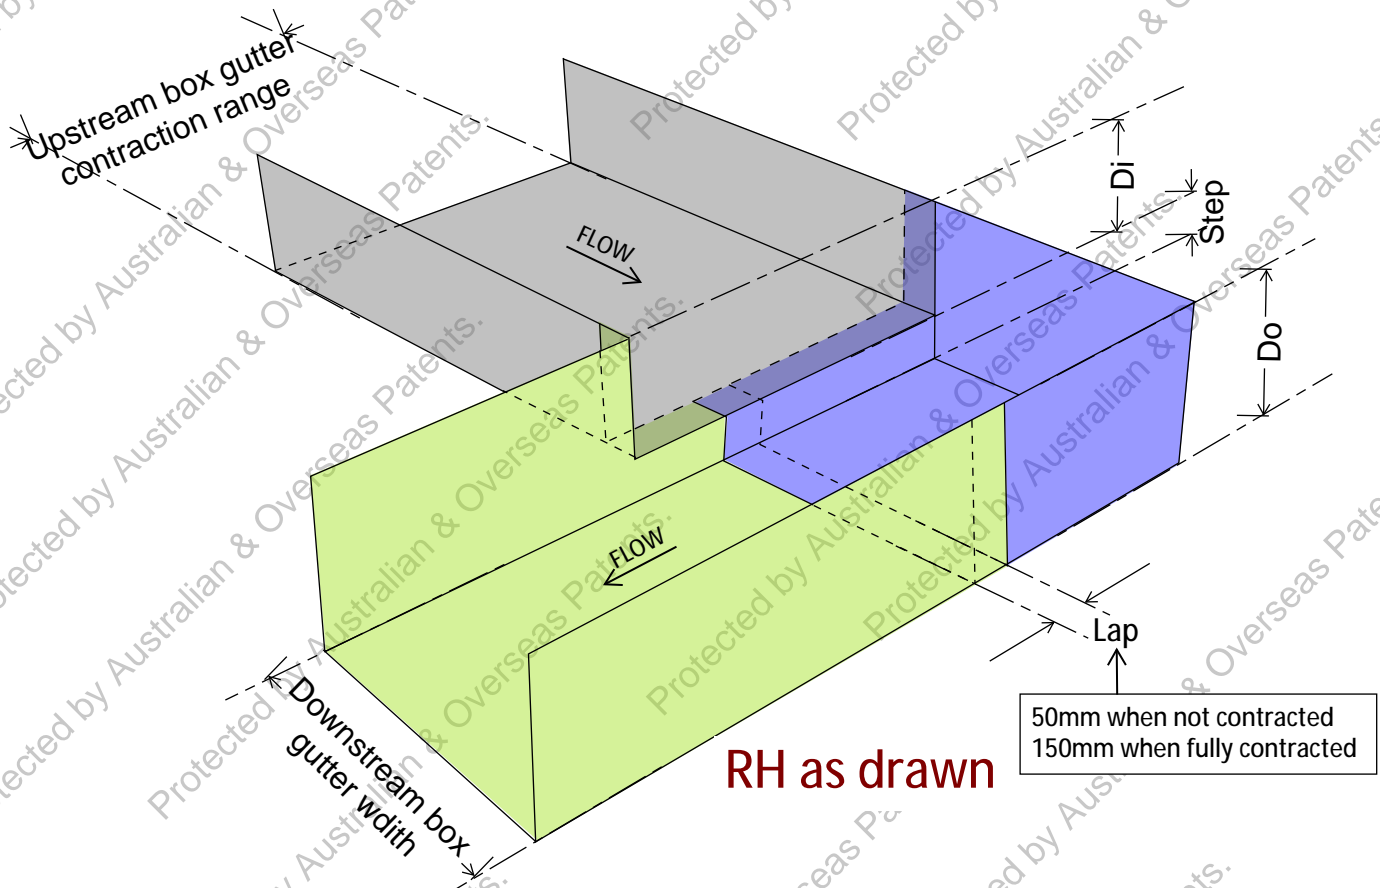 Upstream box gutter
contraction range
FLOW
Di
Step
Do
FLOW
Lap
50mm when not contracted
150mm when fully contracted
Downstream box
gutter wdith
RH as drawn
Protected by Australian & Overseas Patents.